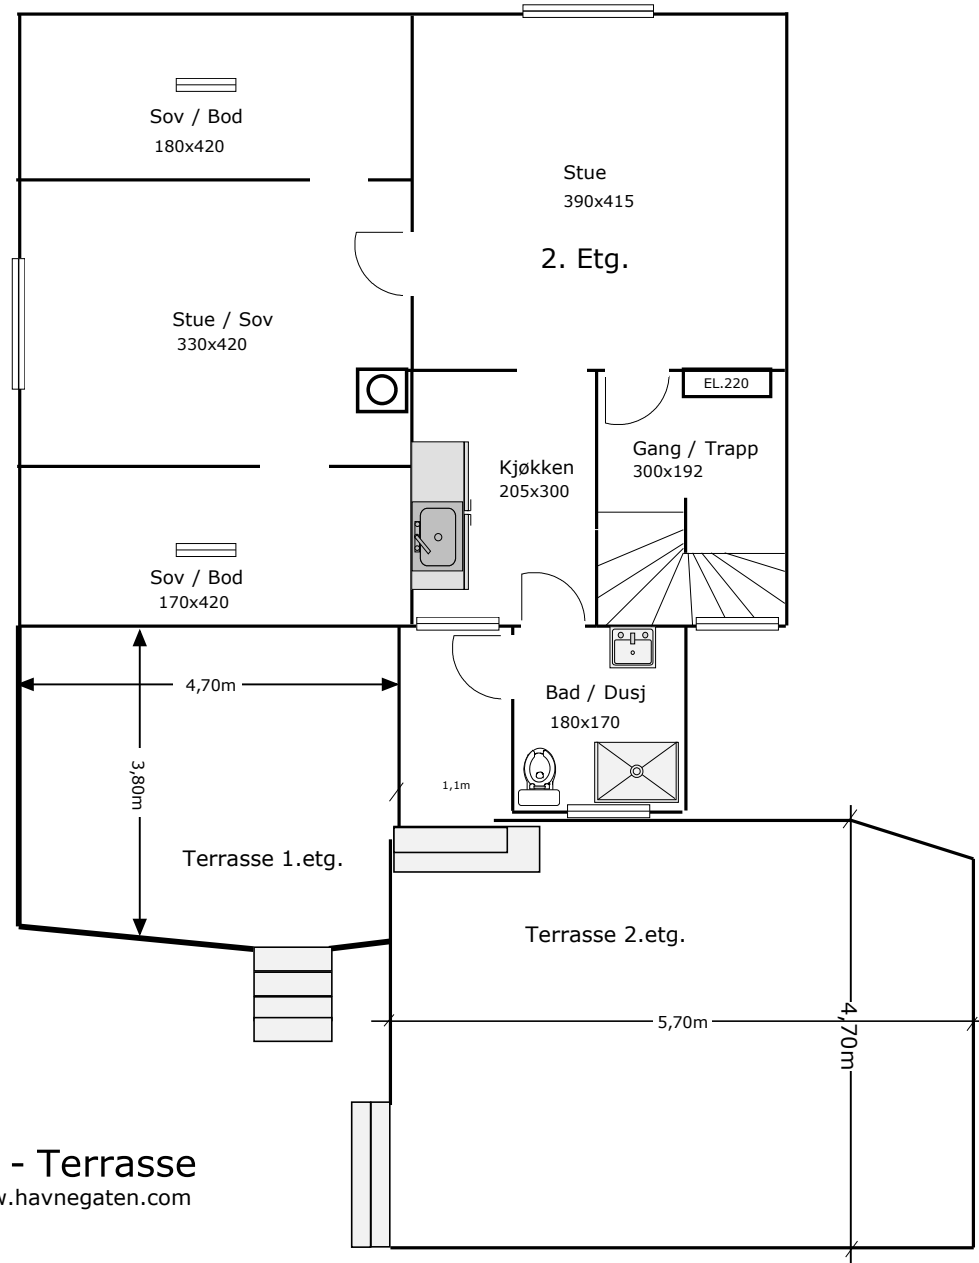 Sov / Bod
180x420
Stue
390x415
2. Etg.
Stue / Sov
330x420
EL.220
Gang / Trapp
300x192
Kjøkken
205x300
Sov / Bod
170x420
4,70m
Bad / Dusj
180x170
3,80m
1,1m
Terrasse 1.etg.
Terrasse 2.etg.
5,70m
4,70m
- Terrasse
.havnegaten.com